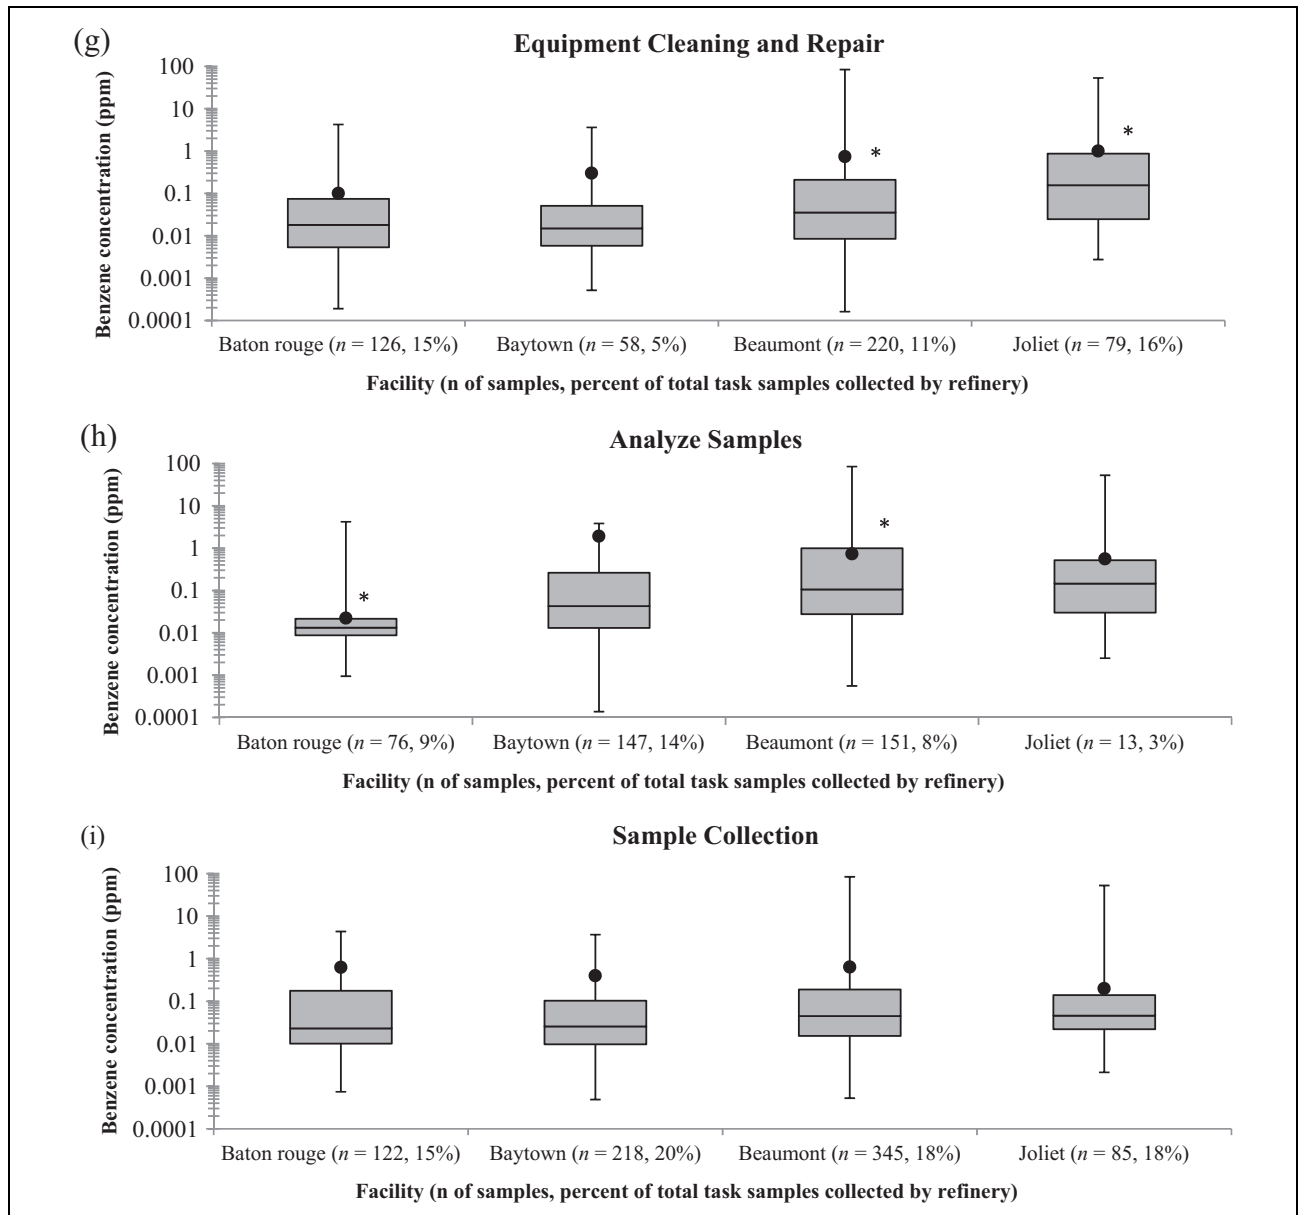 (g)
Equipment Cleaning and Repair
Benzene concentration (ppm)
100
10
1
0.1
0.01
0.001
0.0001
*
*
Baton rouge (n = 126, 15%)
Baytown (n = 58, 5%)
Beaumont (n = 220, 11%)
Joliet (n = 79, 16%)
Facility (n of samples, percent of total task samples collected by refinery)
(h)
Analyze Samples
Benzene concentration (ppm)
100
10
1
0.1
0.01
0.001
0.0001
*
*
Baton rouge (n = 76, 9%)
Baytown (n = 147, 14%)
Beaumont (n = 151, 8%)
Joliet (n = 13, 3%)
Facility (n of samples, percent of total task samples collected by refinery)
(i)
Sample Collection
Benzene concentration (ppm)
100
10
1
0.1
0.01
0.001
0.0001
Baton rouge (n = 122, 15%)
Baytown (n = 218, 20%)
Beaumont (n = 345, 18%)
Joliet (n = 85, 18%)
Facility (n of samples, percent of total task samples collected by refinery)